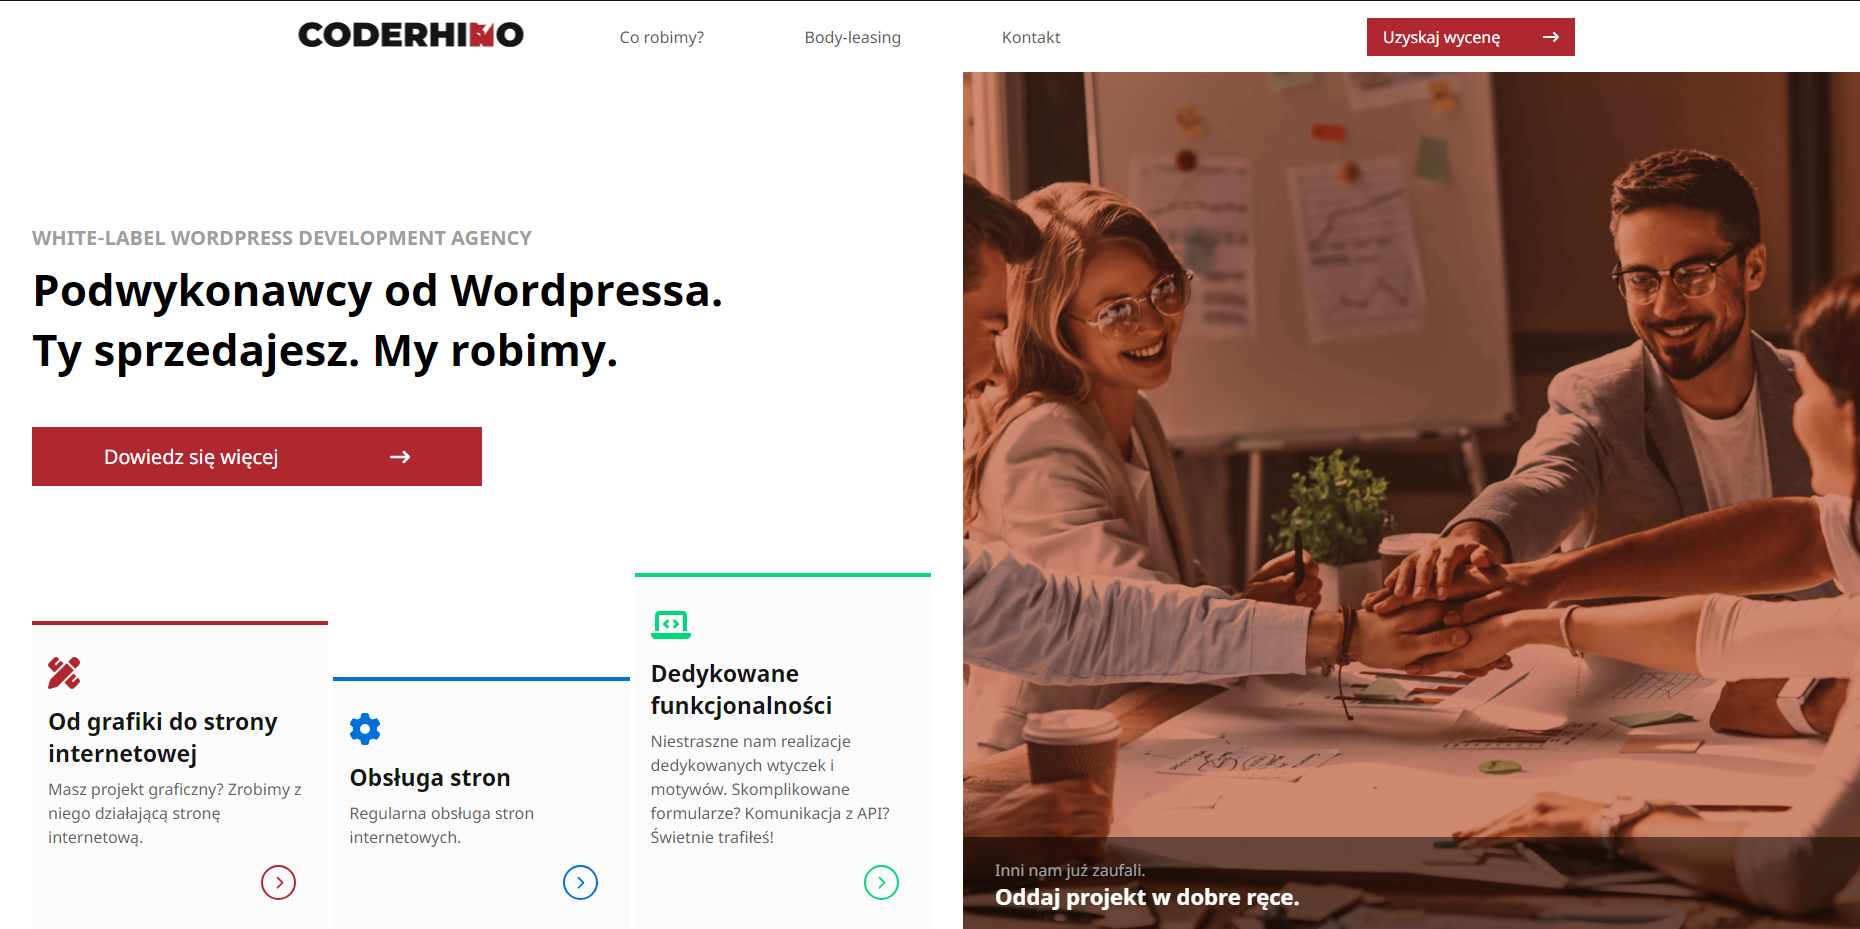 CODERHINO
Co robimy?
Body-leasing
Kontakt
Uzyskaj wycenę
WHITE-LABEL WORDPRESS DEVELOPMENT AGENCY
Podwykonawcy od Wordpressa.
Ty sprzedajesz. My robimy.
Dowiedz się więcej
Od grafiki do strony
internetowej
Masz projekt graficzny? Zrobimy z
niego działającą stronę
internetową.
Obsługa stron
Regularna obsługa stron
internetowych.
Dedykowane
funkcjonalności
Niestraszne nam realizacje
dedykowanych wtyczek i
motywów. Skomplikowane
formularze? Komunikacja z API?
Świetnie trafiłeś!
Inni nam już zaufali.
Oddaj projekt w dobre ręce.